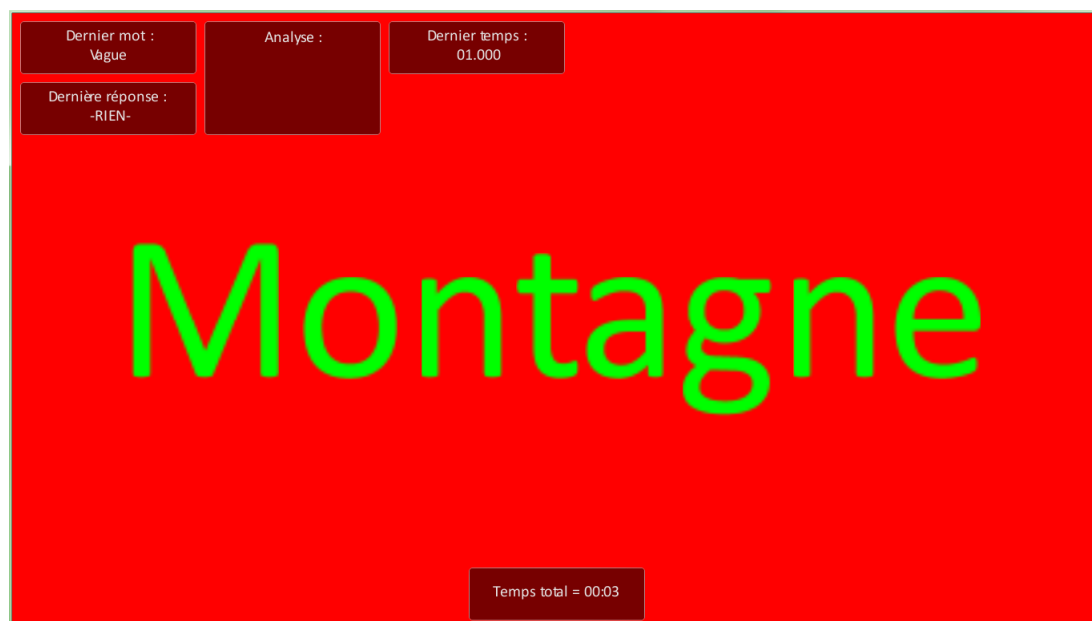 Dernier mot :
Vague
Dernière réponse :
-RIEN-
Analyse :
Dernier temps :
01.000
Montagne
Temps total = 00:03